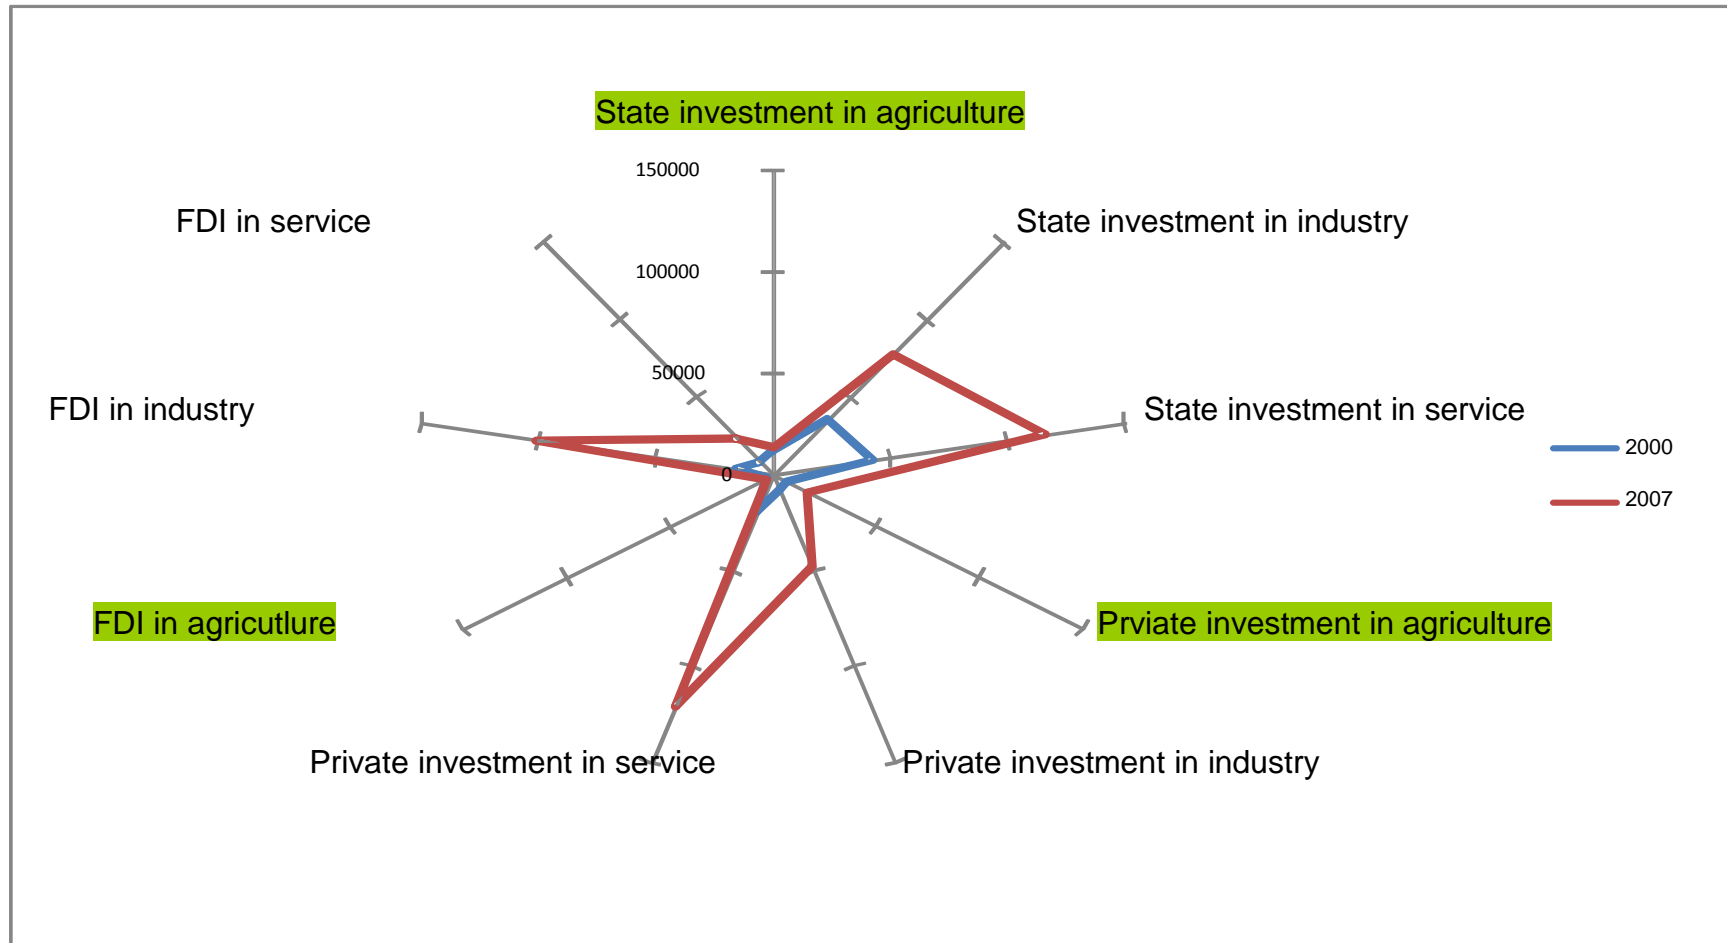 State investment in agriculture
150000
FDI in service
State investment in industry
100000
50000
FDI in industry
State investment in service
2000
0
2007
FDI in agricutlure
Prviate investment in agriculture
Private investment in service
Private investment in industry